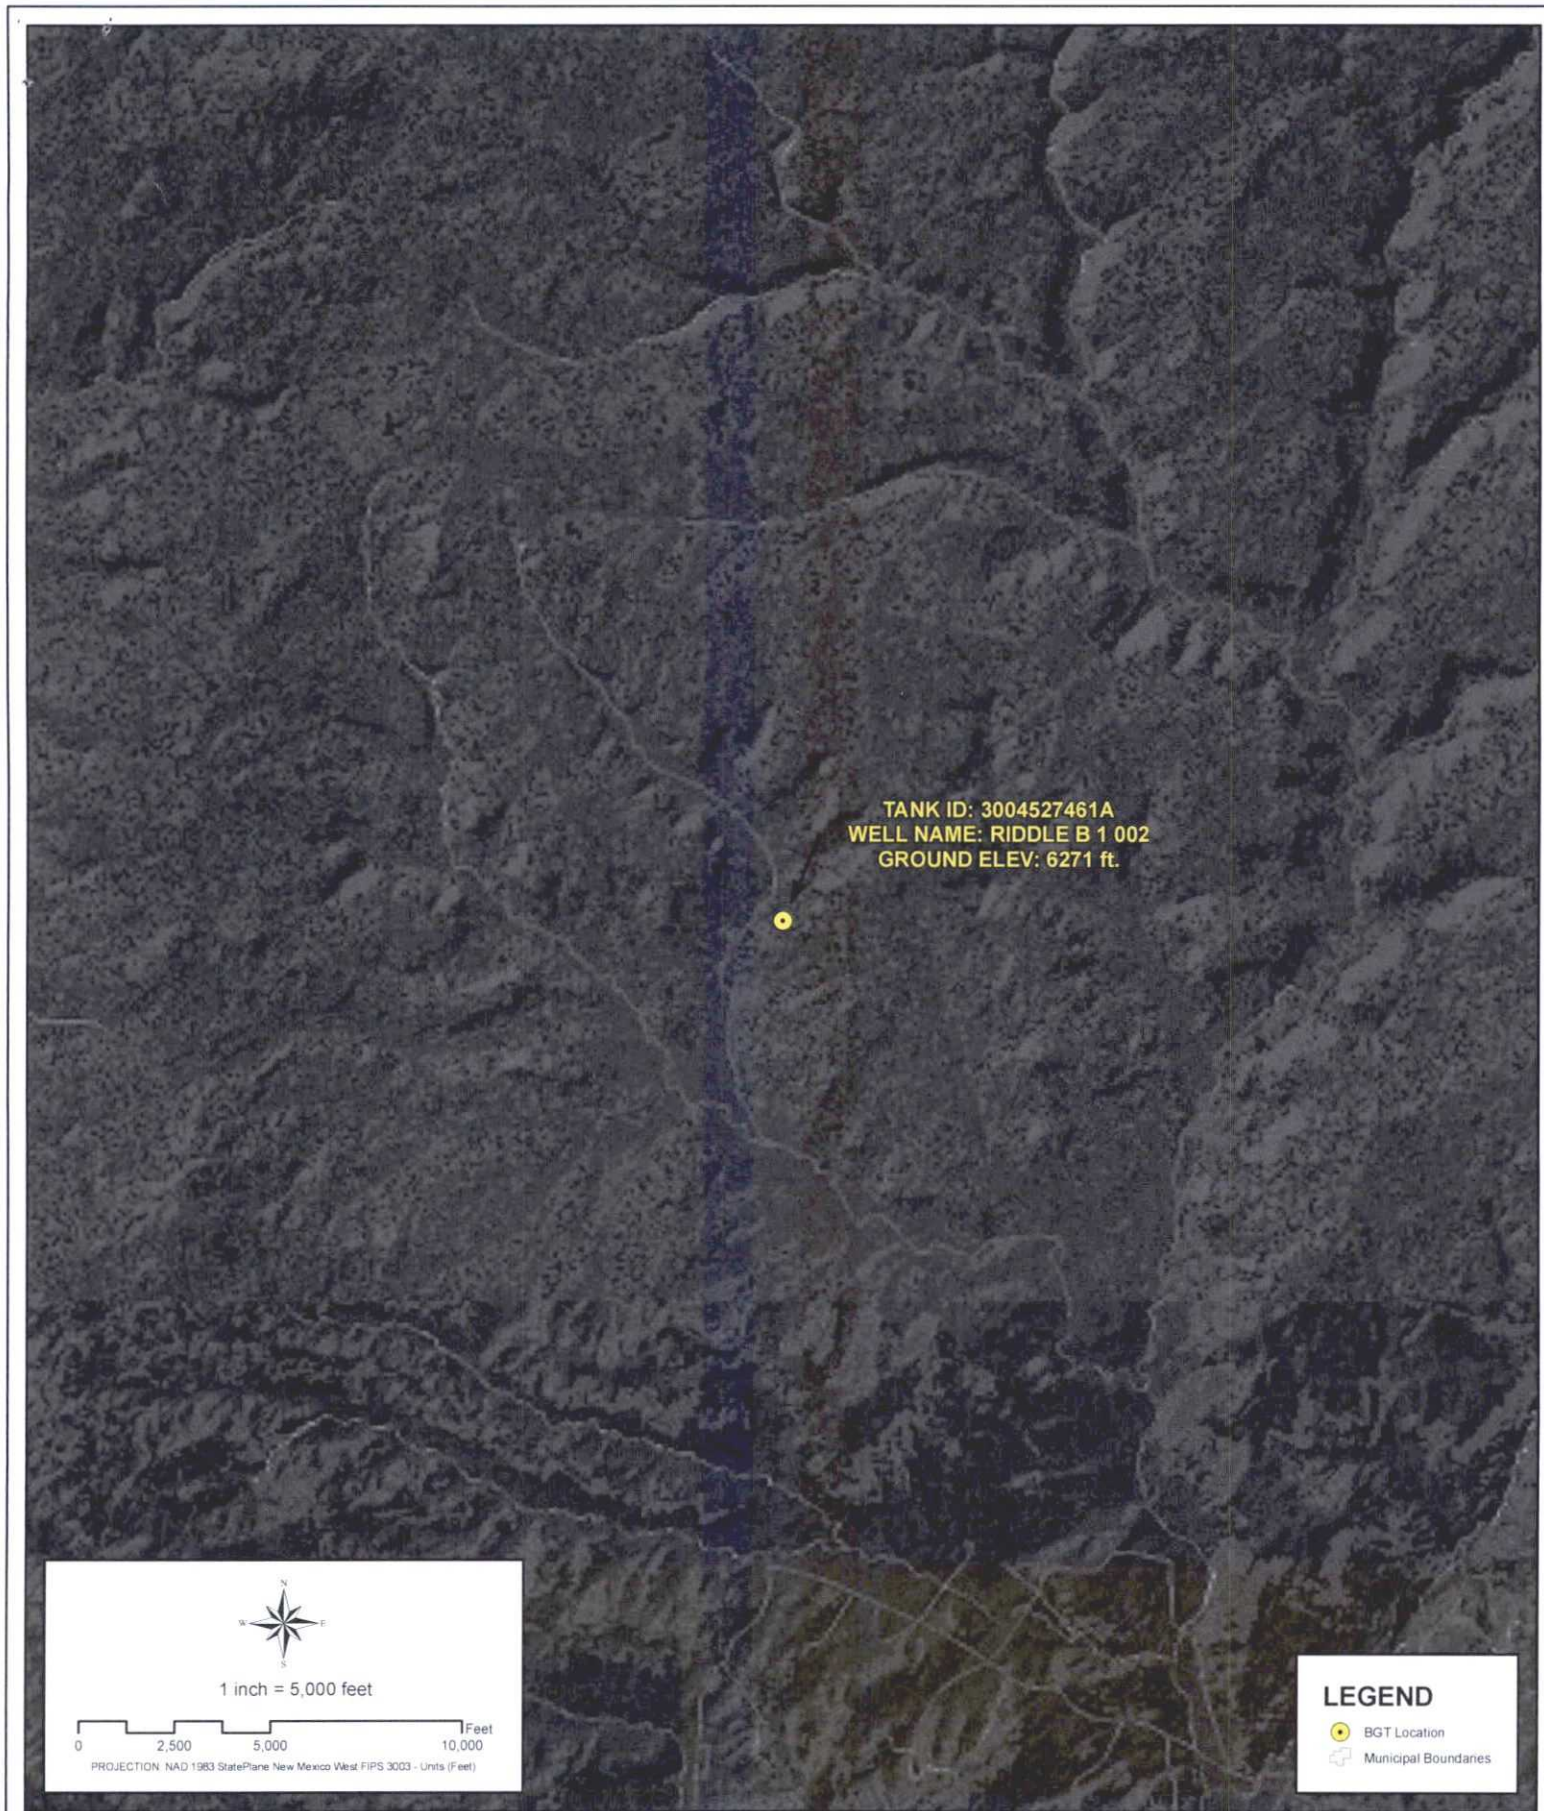 TANK ID: 3004527461A
WELL NAME: RIDDLE B 1 002
GROUND ELEV: 6271 ft.
N
W E
S
1 inch = 5,000 feet
Feet
0 2,500 5,000 10,000
PROJECTION: NAD 1983 StatePlane New Mexico West FIPS 3003 - Units (Feet)
LEGEND
BGT Location
Municipal Boundaries